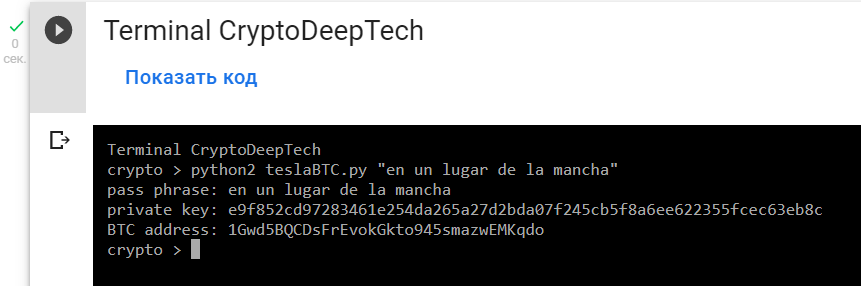 0
сек.
Terminal CryptoDeepTech
Показать код
Terminal CryptoDeepTech
crypto > python2 teslaBTC.py "en un lugar de la mancha"
pass phrase: en un lugar de la mancha
private key: e9f852cd97283461e254da265a27d2bda07f245cb5f8a6ee622355fcec63eb8c
BTC address: 1Gwd5BQCDsFrEvokGkto945smazwEMKqdo
crypto >